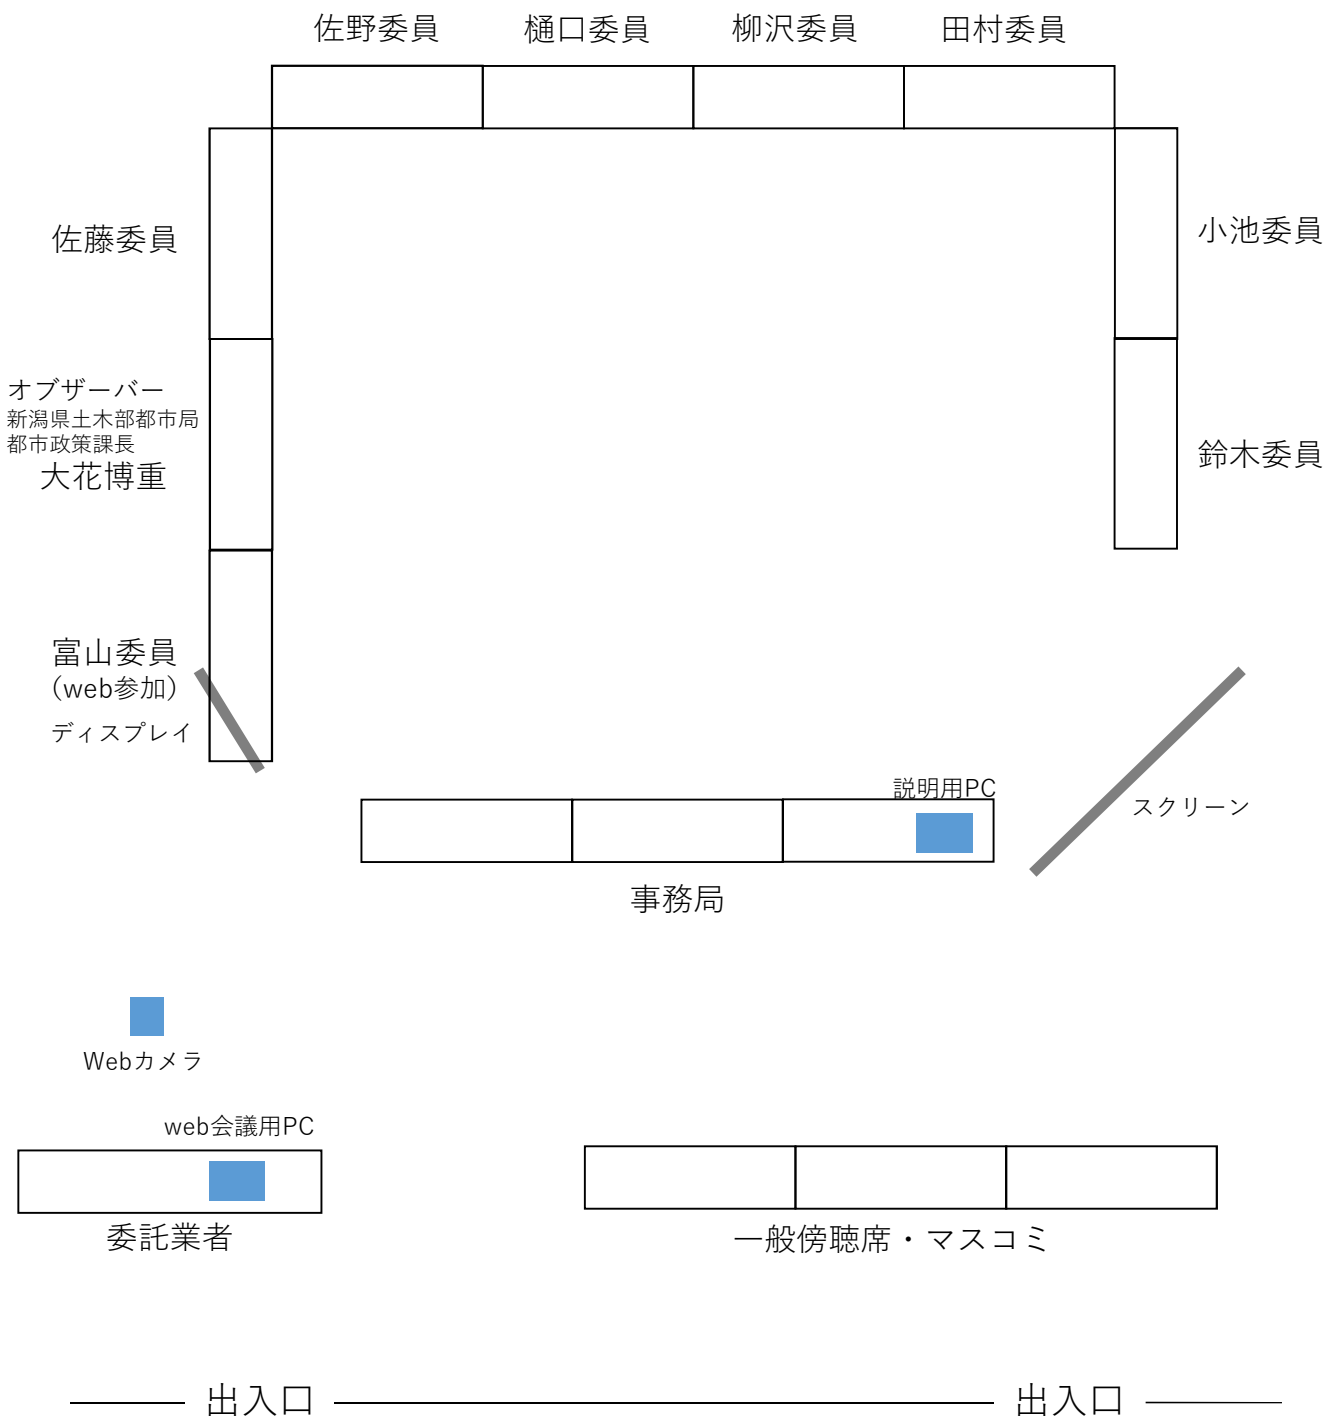 佐野委員 樋口委員 柳沢委員 田村委員
佐藤委員
小池委員
オブザーバー
新潟県土木部都市局
都市政策課長
大花博重
鈴木委員
富山委員
（web参加）
ディスプレイ
説明用PC
スクリーン
事務局
Webカメラ
web会議用PC
委託業者
一般傍聴席・マスコミ
出入口 出入口